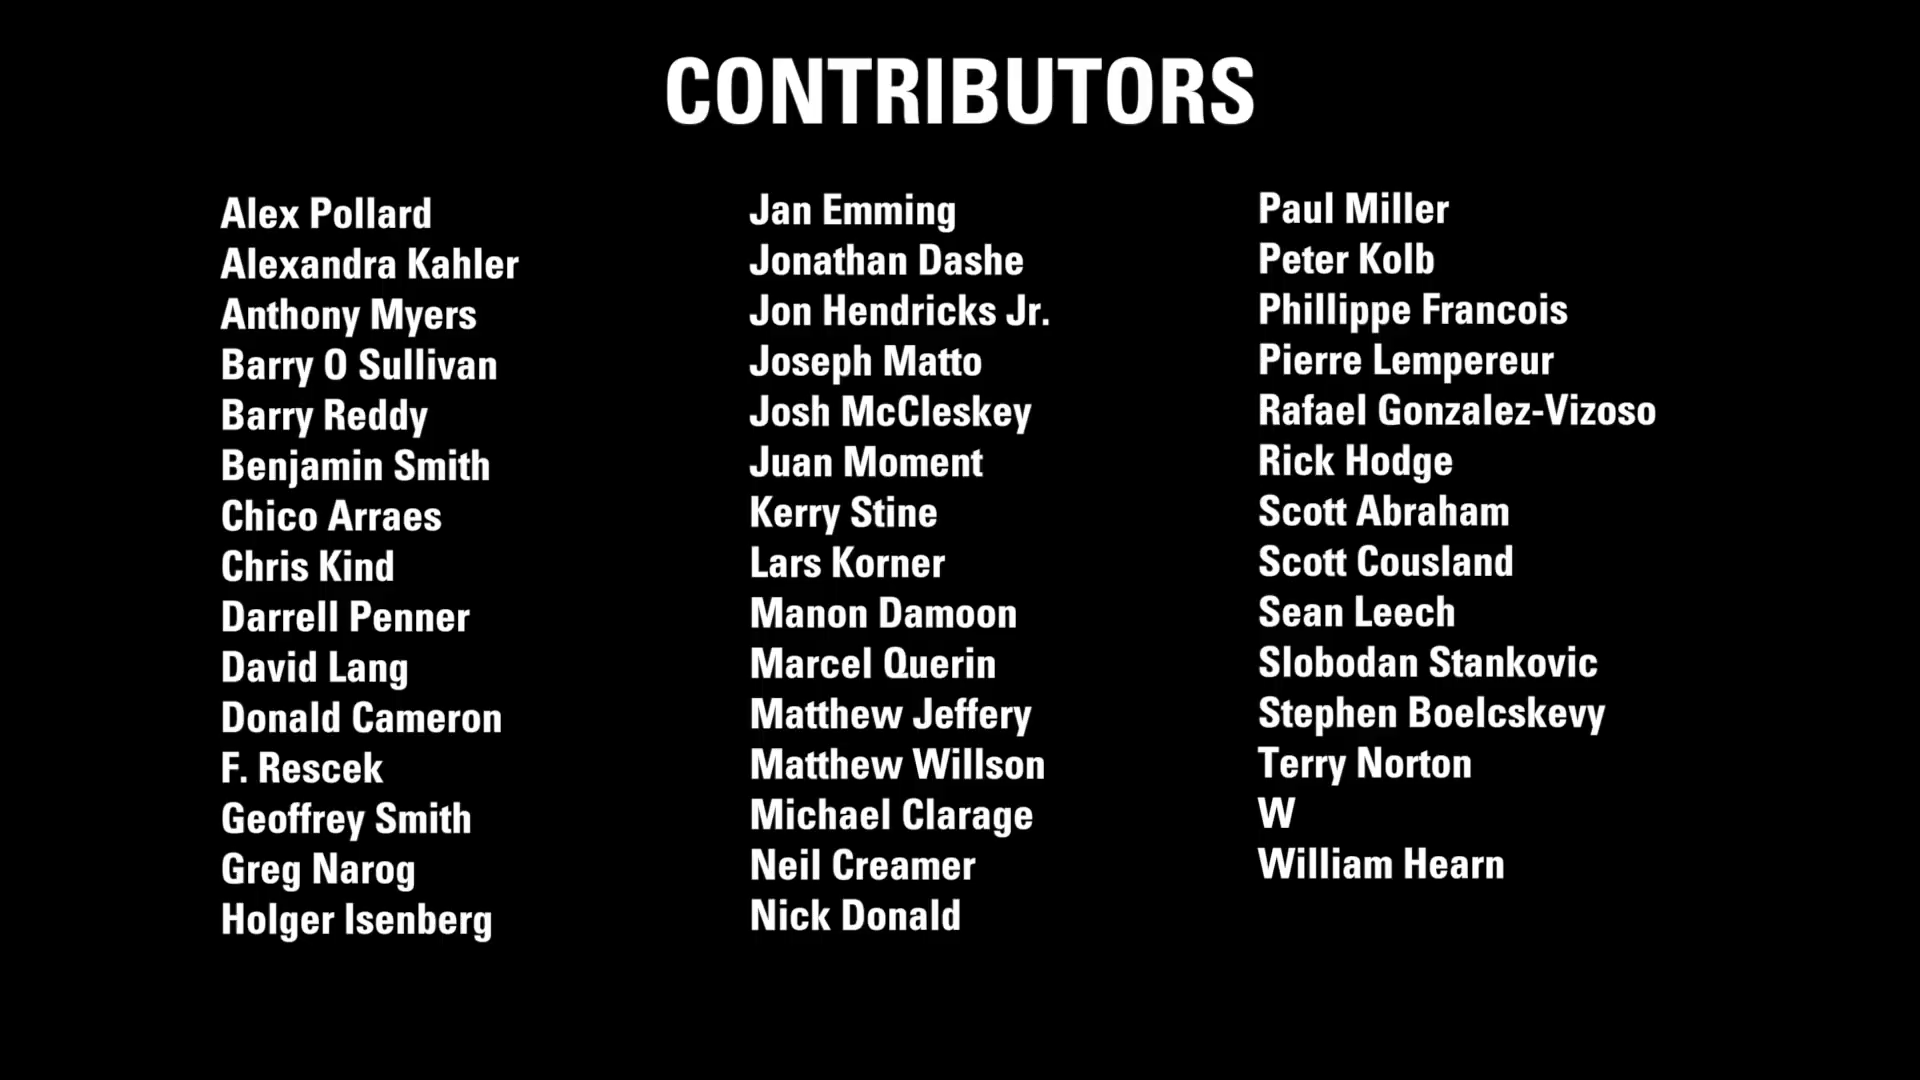 CONTRIBUTORS
Alex Pollard
Alexandra Kahler
Anthony Myers
Barry O Sullivan
Barry Reddy
Benjamin Smith
Chico Arraes
Chris Kind
Darrell Penner
David Lang
Donald Cameron
F. Rescek
Geoffrey Smith
Greg Narog
Holger Isenberg
Jan Emming
Jonathan Dashe
Jon Hendricks Jr.
Joseph Matto
Josh McCleskey
Juan Moment
Kerry Stine
Lars Korner
Manon Damoon
Marcel Querin
Matthew Jeffery
Matthew Willson
Michael Clarage
Neil Creamer
Nick Donald
Paul Miller
Peter Kolb
Phillippe Francois
Pierre Lempereur
Rafael Gonzalez-Vizoso
Rick Hodge
Scott Abraham
Scott Cousland
Sean Leech
Slobodan Stankovic
Stephen Boelcskevy
Terry Norton
W
William Hearn